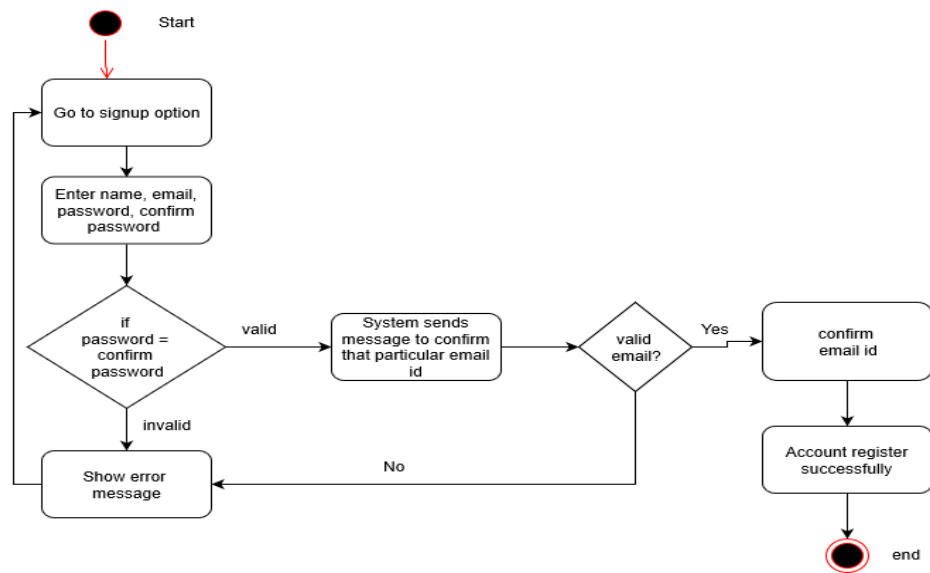 Start
Go to signup option
Enter name, email,
password, confirm
password
if
password =
confirm
password
valid
invalid
System sends
message to confirm
that particular email
id
valid
email?
Yes
No
confirm
email id
Account register
successfully
Show error
message
end